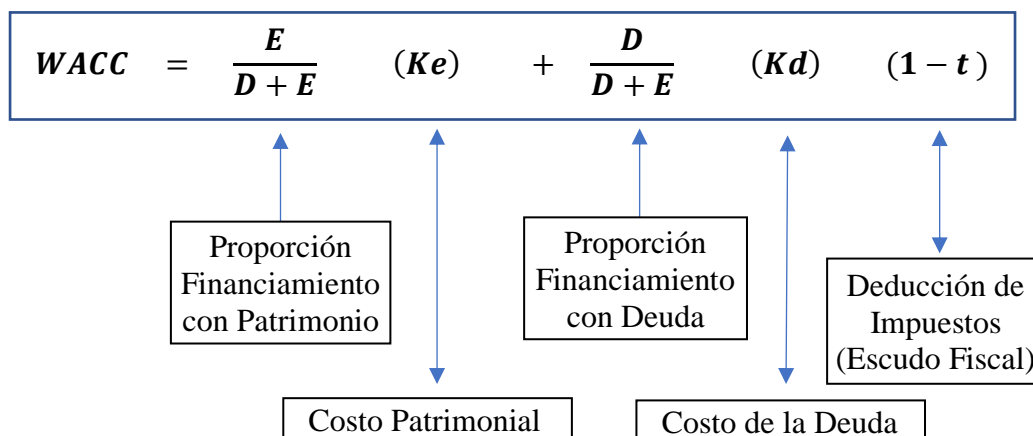 WACC = E/(D + E) (Ke) + D/(D + E) (Kd) (1 − t)
Proporción
Financiamiento
con Patrimonio
Proporción
Financiamiento
con Deuda
Deducción de
Impuestos
(Escudo Fiscal)
Costo Patrimonial
Costo de la Deuda